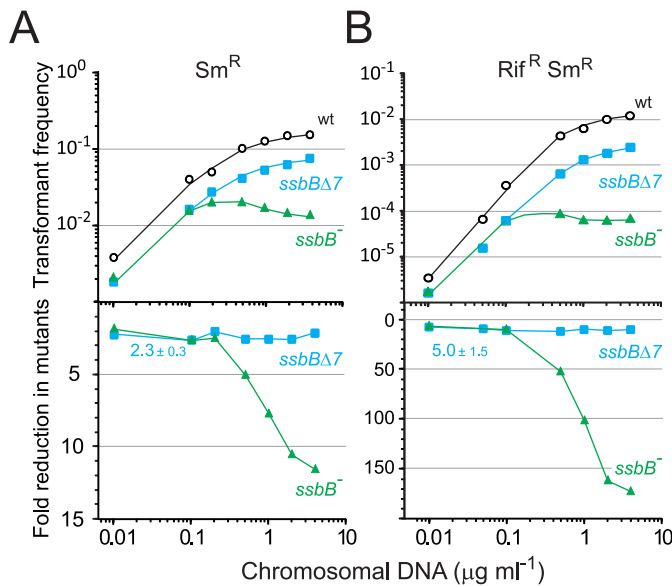 A
B
Sm^R
Rif^R Sm^R
Transformant frequency
10^0
10^-1
10^-2
wt
ssbBΔ7
ssbB^-
10^-1
10^-2
10^-3
10^-4
10^-5
wt
ssbBΔ7
ssbB^-
Fold reduction in mutants
5
10
15
2.3 ± 0.3
ssbBΔ7
ssbB^-
0
50
100
150
5.0 ± 1.5
ssbBΔ7
ssbB^-
0.01
0.1
1
10
0.01
0.1
1
10
Chromosomal DNA (μg ml^-1)